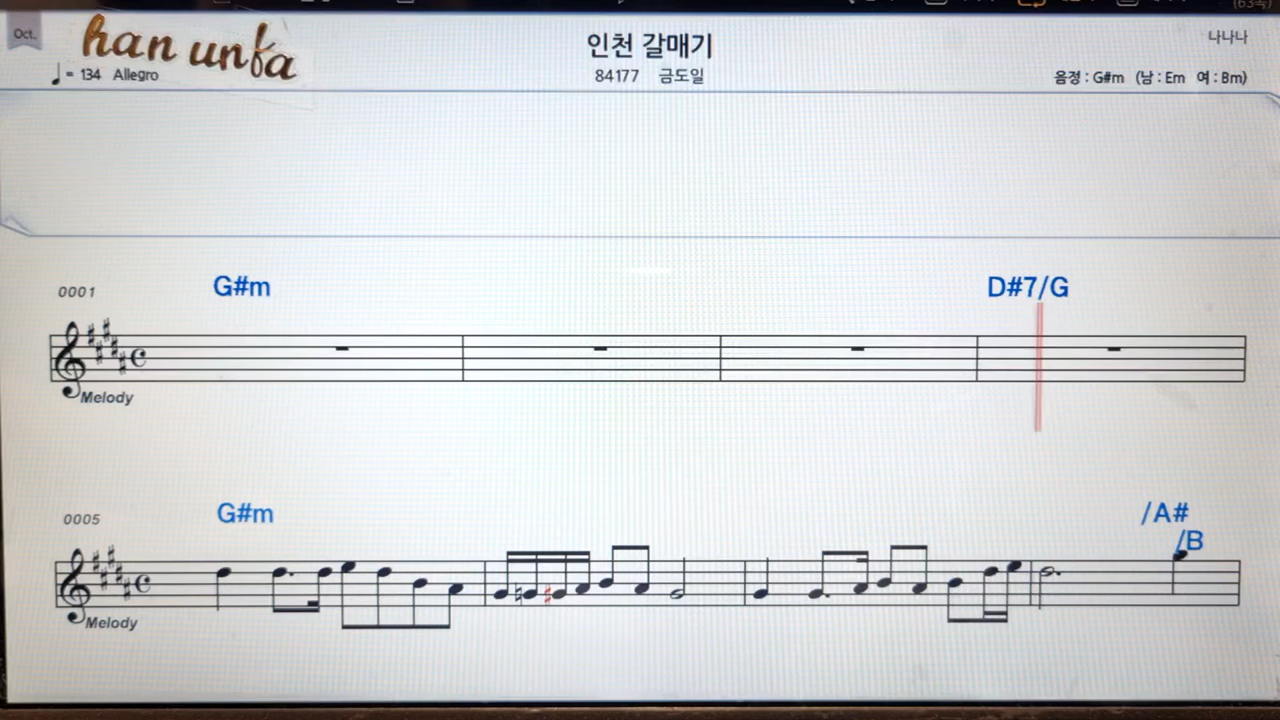 Oct.
han unfa
인천 갈매기
나나나
♩= 134 Allegro
84177 금도일
음정 : G#m (남 : Em 여 : Bm)
0001
G#m
D#7/G
Melody
0005
G#m
/A#
/B
Melody